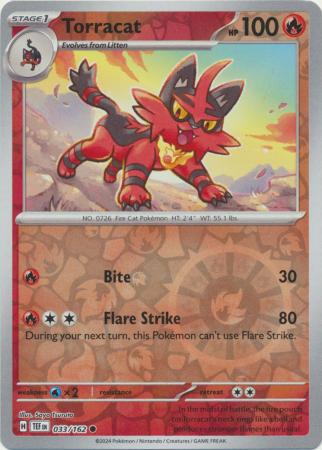 STAGE 1
Torracat
HP 100
Evolves from Litten
NO. 0726 Fire Cat Pokémon HT: 2'4" WT: 55.1 lbs.
Bite 30
Flare Strike 80
During your next turn, this Pokémon can't use Flare Strike.
weakness ×2 resistance retreat
Illus. Saya Tsuruta
H TEF EN 033/162
In the midst of battle, the fiery pouch
©2024 Pokémon / Nintendo / Creatures / GAME FREAK